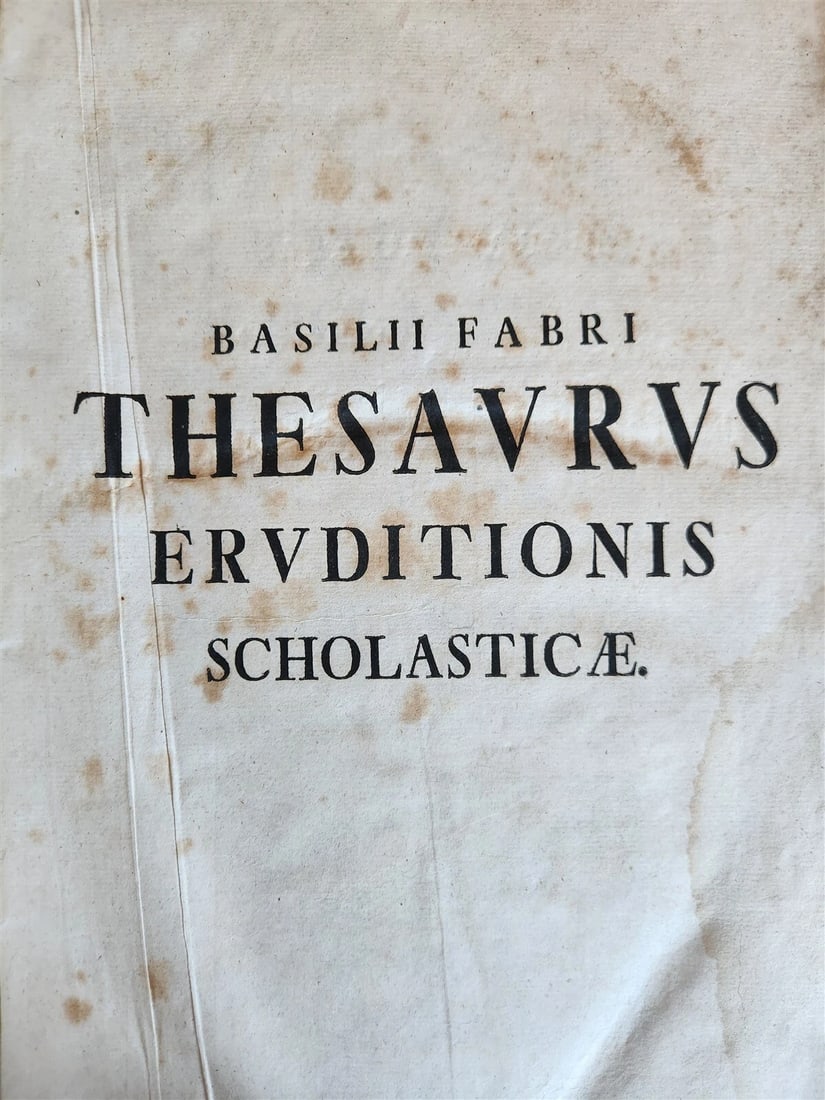 BASILII FABRI
THESAVRVS
ERVDITIONIS
SCHOLASTICÆ.